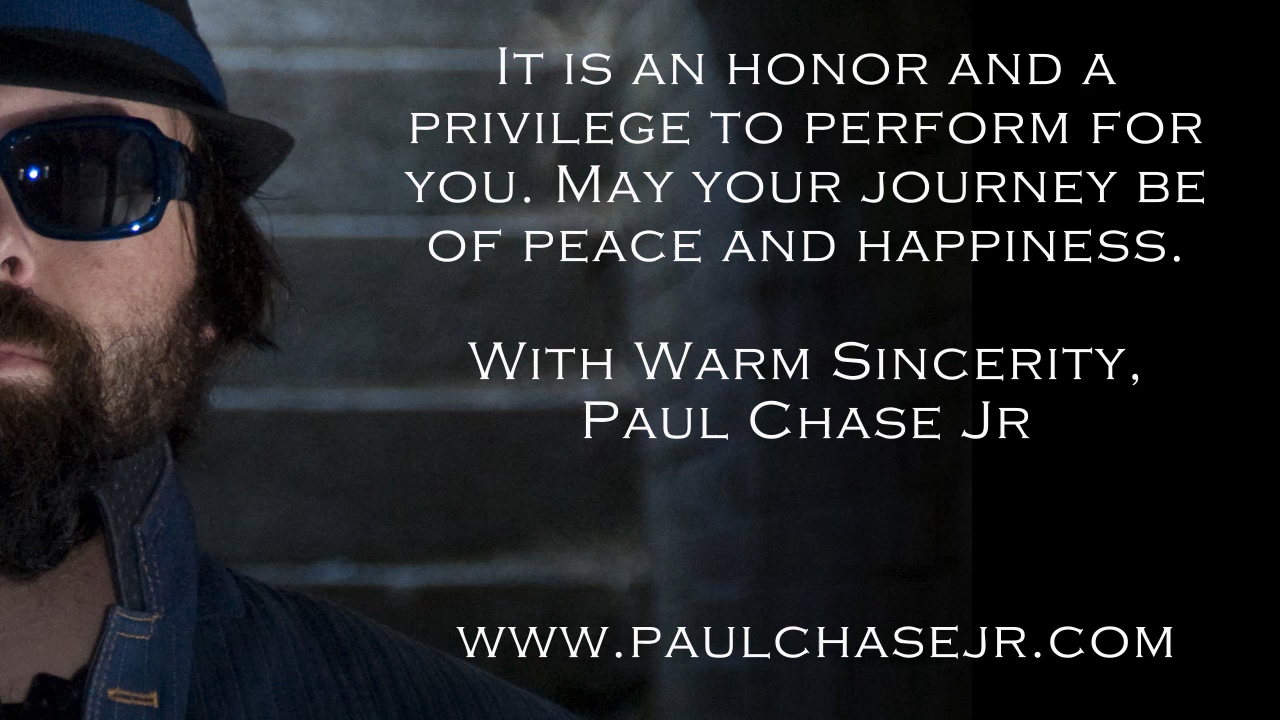 It is an honor and a
privilege to perform for
you. May your journey be
of peace and happiness.
With Warm Sincerity,
Paul Chase Jr
www.paulchasejr.com